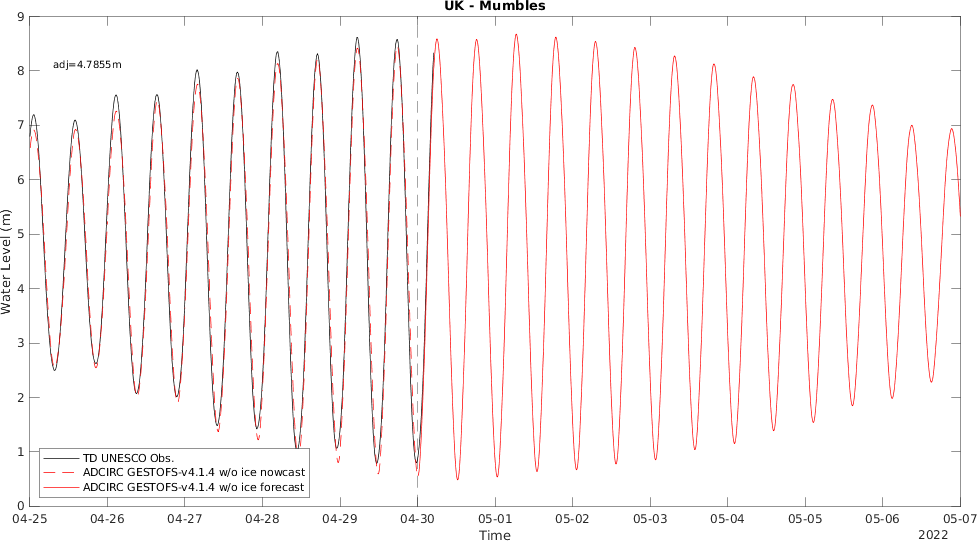 UK - Mumbles
adj=4.7855m
Water Level (m)
9
8
7
6
5
4
3
2
1
0
TD UNESCO Obs.
ADCIRC GESTOFS-v4.1.4 w/o ice nowcast
ADCIRC GESTOFS-v4.1.4 w/o ice forecast
04-25 04-26 04-27 04-28 04-29 04-30 05-01 05-02 05-03 05-04 05-05 05-06 05-07
Time
2022